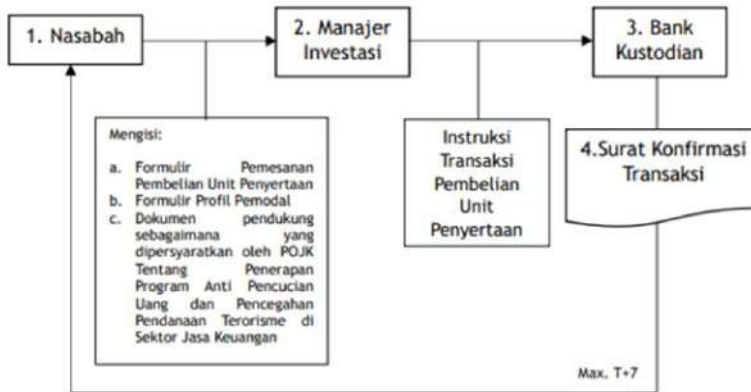 1. Nasabah
2. Manajer
Investasi
3. Bank
Kustodian
Mengisi:
a. Formulir Pemesanan
Pembelian Unit Penyertaan
b. Formulir Profil Pemodal
c. Dokumen pendukung
sebagaimana yang
dipersyaratkan oleh POJK
Tentang Penerapan
Program Anti Pencucian
Uang dan Pencegahan
Pendanaan Terorisme di
Sektor Jasa Keuangan
Instruksi
Transaksi
Pembelian
Unit
Penyertaan
4.Surat Konfirmasi
Transaksi
Max. T+7